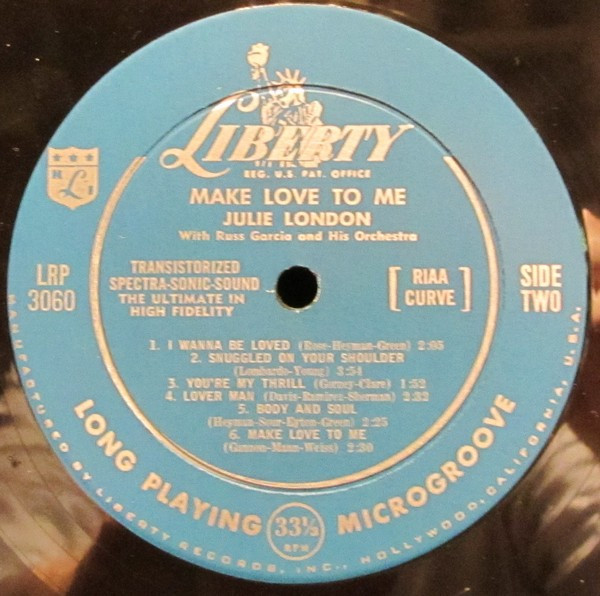 LIBERTY
REG. U.S. PAT. OFFICE
MAKE LOVE TO ME
JULIE LONDON
With Russ Garcia and His Orchestra
H L I
LRP
3060
TRANSISTORIZED
SPECTRA-SONIC-SOUND
THE ULTIMATE IN
HIGH FIDELITY
[ RIAA
CURVE ]
SIDE
TWO
1. I WANNA BE LOVED (Rose-Heyman-Green) 2:05
2. SNUGGLED ON YOUR SHOULDER
(Lombardo-Young) 3:54
3. YOU'RE MY THRILL (Gorney-Clare) 1:52
4. LOVER MAN (Davis-Ramirez-Sherman) 2:32
5. BODY AND SOUL
(Heyman-Sour-Eyton-Green) 2:25
6. MAKE LOVE TO ME
(Gannon-Mann-Weiss) 2:30
LONG PLAYING 33⅓ RPM MICROGROOVE
MANUFACTURED BY LIBERTY RECORDS, INC., HOLLYWOOD, CALIFORNIA, U.S.A.